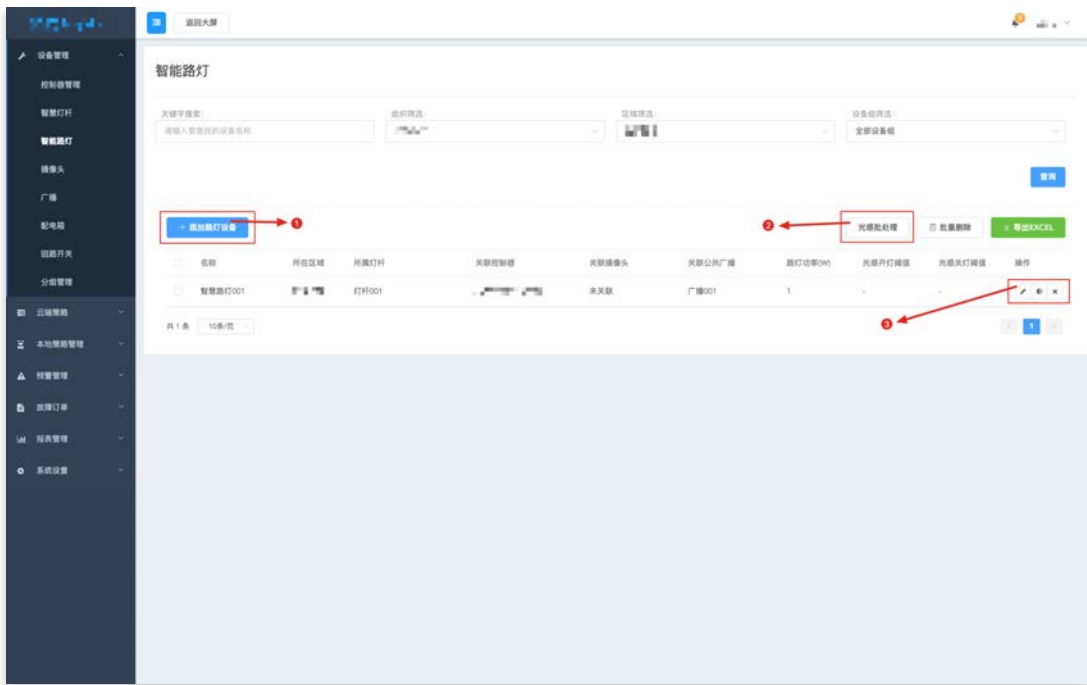 返回大屏
设备管理
控制器管理
智慧灯杆
智能路灯
摄像头
广播
配电箱
回路开关
分组管理
云端策略
本地策略管理
预警管理
故障订单
报表管理
系统设置
智能路灯
关键字搜索: 组织筛选: 区域筛选: 设备组筛选:
请输入要查找的设备名称 全部设备组
查询
+ 添加路灯设备 1 2 光感批处理 批量删除 导出EXCEL
名称 所在区域 所属灯杆 关联控制器 关联摄像头 关联公共广播 路灯功率(W) 光感开灯阈值 光感关灯阈值 操作
智慧路灯001 灯杆001 未关联 广播001 1 - -
共 1 条 10条/页 3 < 1 >